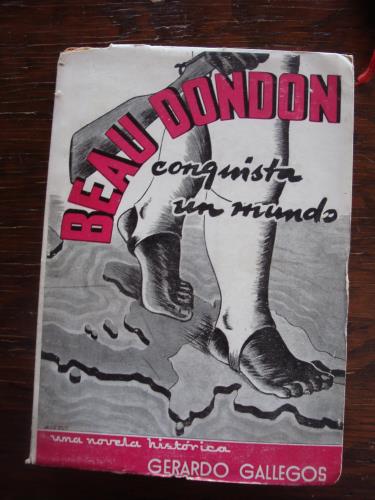 BEAU DONDON
conquista
un mundo
una novela histórica
GERARDO GALLEGOS